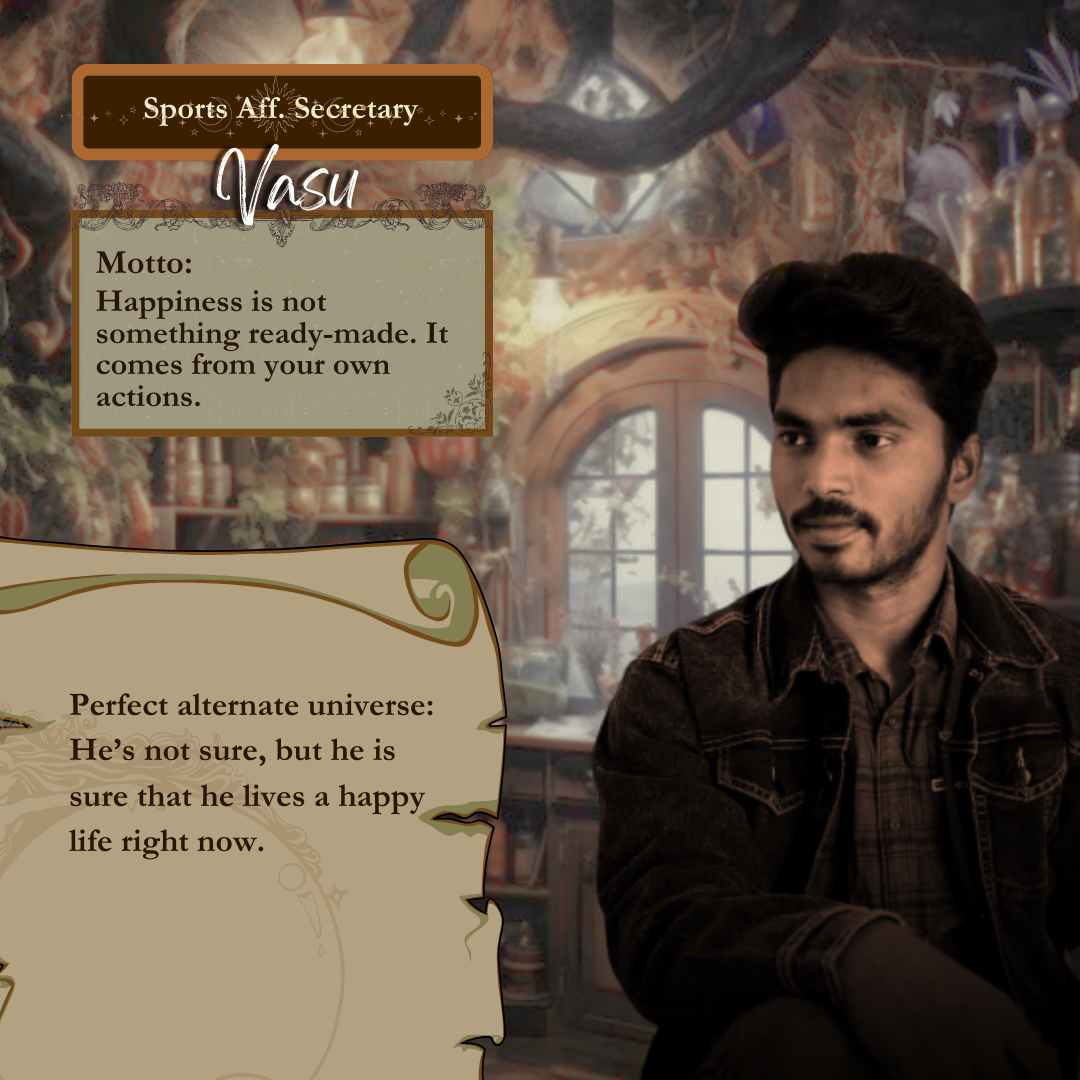 Sports Aff. Secretary
Vasu
Motto:
Happiness is not
something ready-made. It
comes from your own
actions.
Perfect alternate universe:
He’s not sure, but he is
sure that he lives a happy
life right now.